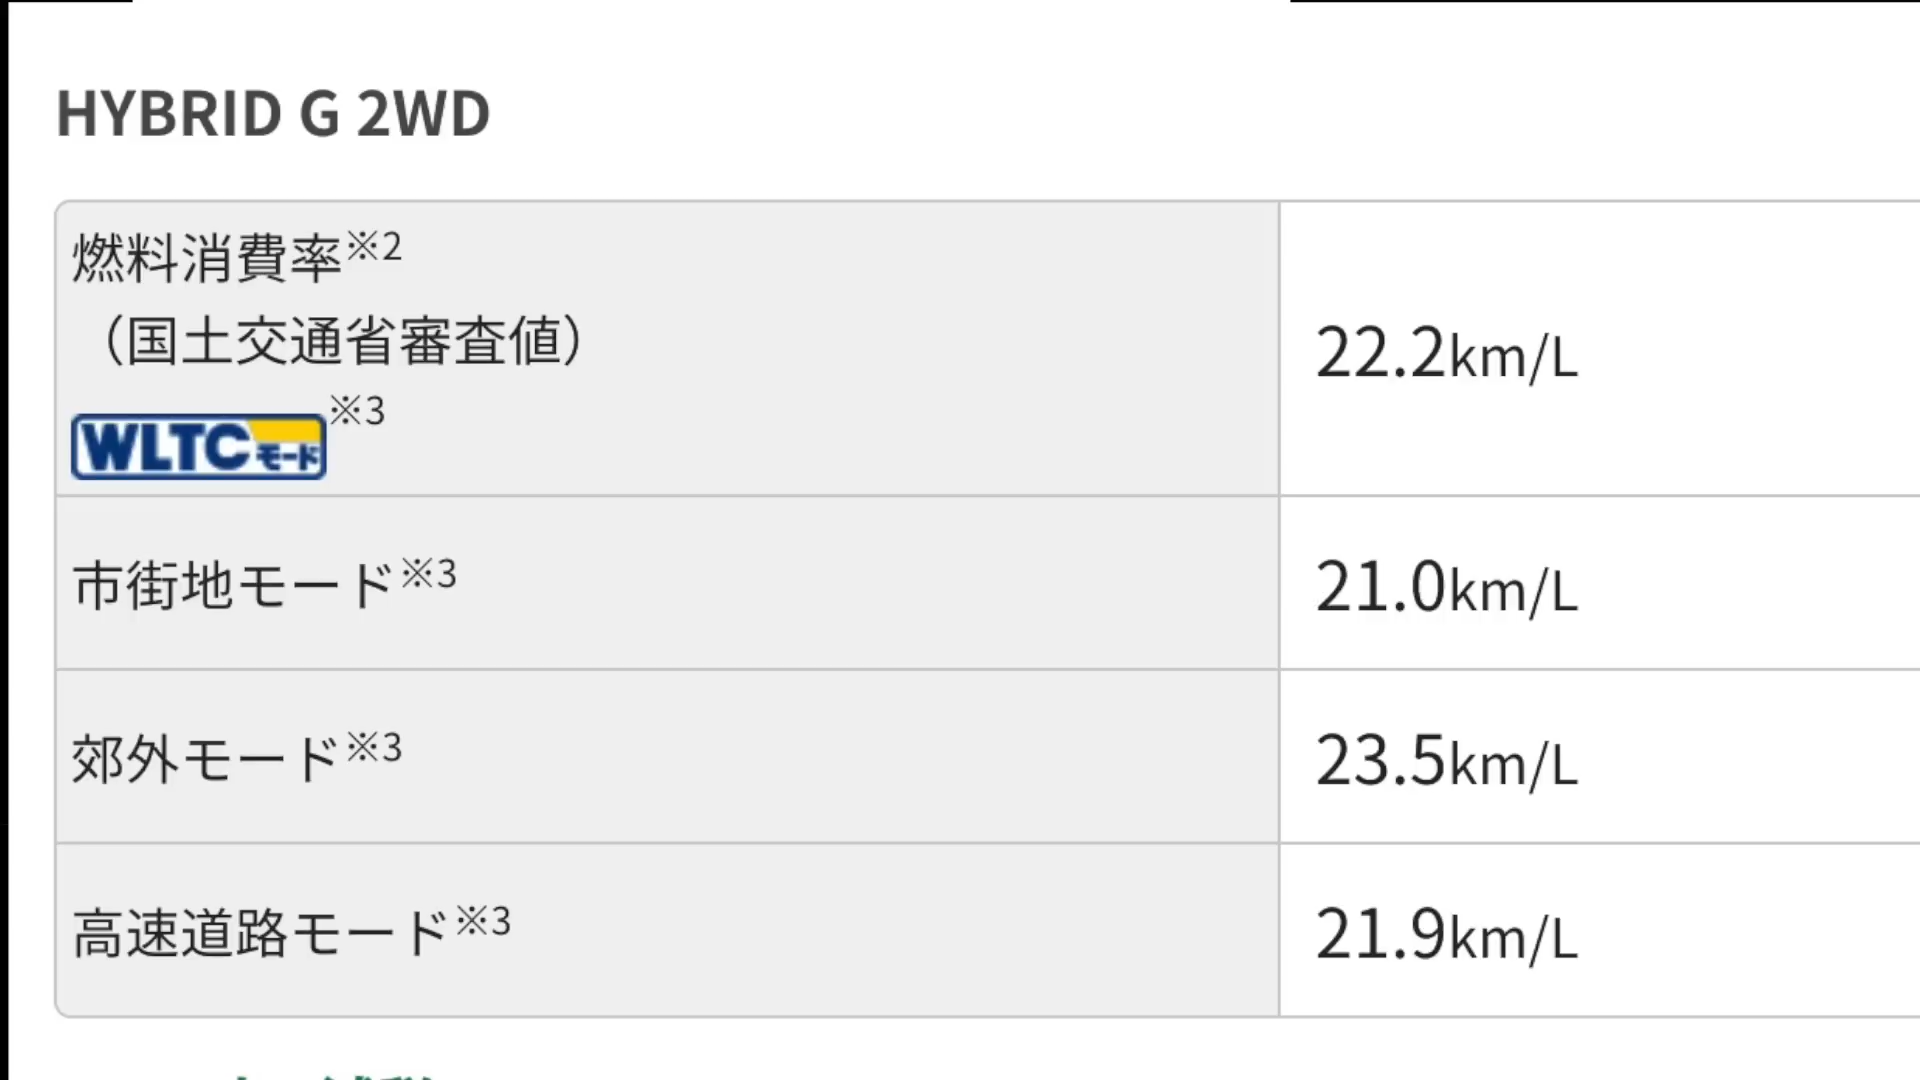 HYBRID G 2WD
燃料消費率※2
（国土交通省審査値）
WLTCモード※3
22.2km/L
市街地モード※3
21.0km/L
郊外モード※3
23.5km/L
高速道路モード※3
21.9km/L